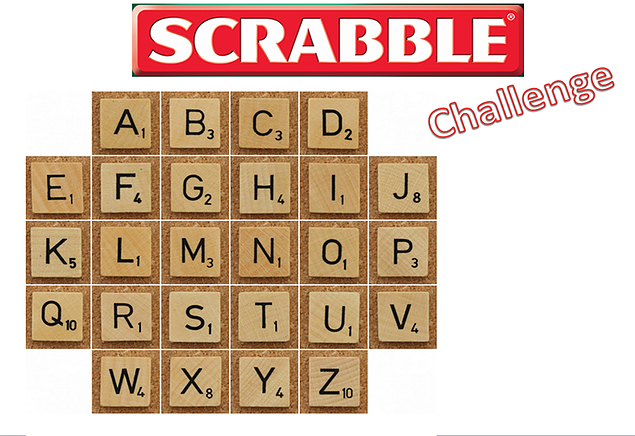 SCRABBLE®
Challenge
A1 B3 C3 D2
E1 F4 G2 H4 I1 J8
K5 L1 M3 N1 O1 P3
Q10 R1 S1 T1 U1 V4
W4 X8 Y4 Z10